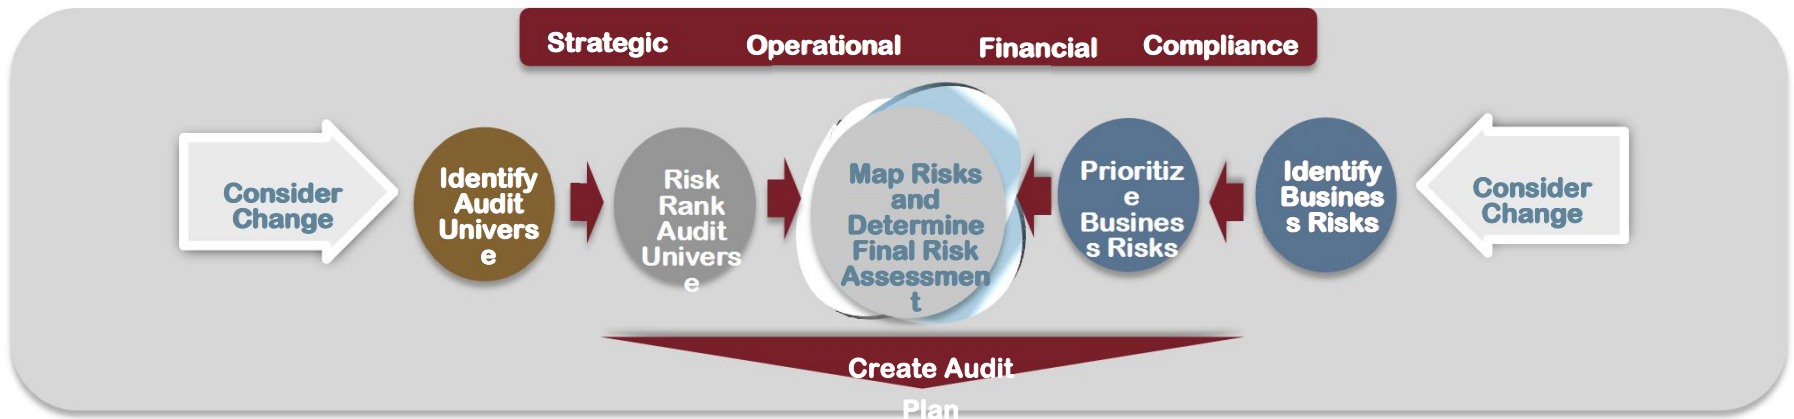 Strategic Operational Financial Compliance
Consider
Change
Identify
Audit
Univers
e
Risk
Rank
Audit
Univers
e
Map Risks
and
Determine
Final Risk
Assessmen
t
Prioritiz
e
Busines
s Risks
Identify
Busines
s Risks
Consider
Change
Create Audit
Plan